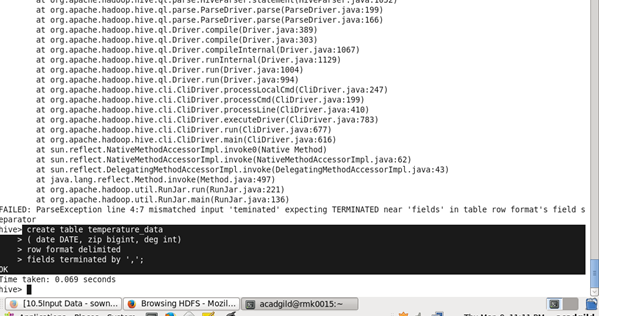 at org.apache.hadoop.hive.ql.parse.ParseDriver.parse(ParseDriver.java:199)
at org.apache.hadoop.hive.ql.parse.ParseDriver.parse(ParseDriver.java:166)
at org.apache.hadoop.hive.ql.Driver.compile(Driver.java:389)
at org.apache.hadoop.hive.ql.Driver.compile(Driver.java:303)
at org.apache.hadoop.hive.ql.Driver.compileInternal(Driver.java:1067)
at org.apache.hadoop.hive.ql.Driver.runInternal(Driver.java:1129)
at org.apache.hadoop.hive.ql.Driver.run(Driver.java:1004)
at org.apache.hadoop.hive.ql.Driver.run(Driver.java:994)
at org.apache.hadoop.hive.cli.CliDriver.processLocalCmd(CliDriver.java:247)
at org.apache.hadoop.hive.cli.CliDriver.processCmd(CliDriver.java:199)
at org.apache.hadoop.hive.cli.CliDriver.processLine(CliDriver.java:410)
at org.apache.hadoop.hive.cli.CliDriver.executeDriver(CliDriver.java:783)
at org.apache.hadoop.hive.cli.CliDriver.run(CliDriver.java:677)
at org.apache.hadoop.hive.cli.CliDriver.main(CliDriver.java:616)
at sun.reflect.NativeMethodAccessorImpl.invoke0(Native Method)
at sun.reflect.NativeMethodAccessorImpl.invoke(NativeMethodAccessorImpl.java:62)
at sun.reflect.DelegatingMethodAccessorImpl.invoke(DelegatingMethodAccessorImpl.java:43)
at java.lang.reflect.Method.invoke(Method.java:497)
at org.apache.hadoop.util.RunJar.run(RunJar.java:221)
at org.apache.hadoop.util.RunJar.main(RunJar.java:136)
FAILED: ParseException line 4:7 mismatched input 'teminated' expecting TERMINATED near 'fields' in table row format's field s
eparator
hive> create table temperature_data
> ( date DATE, zip bigint, deg int)
> row format delimited
> fields terminated by ',';
OK
Time taken: 0.069 seconds
hive>
[10.5Input Data - sown... Browsing HDFS - Mozil... acadgild@rmk0015:~